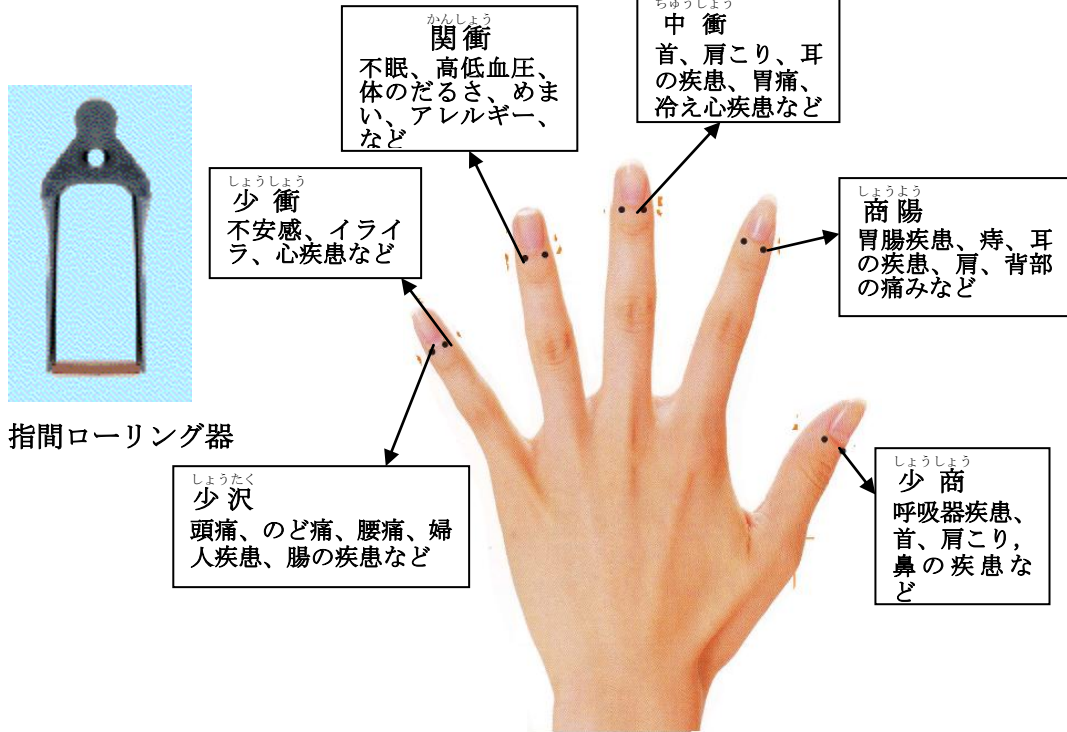 かんしょう
関衝
不眠、高低血圧、
体のだるさ、めま
い、アレルギー、
など
ちゅうしょう
中衝
首、肩こり、耳
の疾患、胃痛、
冷え心疾患など
しょうしょう
少衝
不安感、イライ
ラ、心疾患など
しょうよう
商陽
胃腸疾患、痔、耳
の疾患、肩、背部
の痛みなど
指間ローリング器
しょうたく
少沢
頭痛、のど痛、腰痛、婦
人疾患、腸の疾患など
しょうしょう
少商
呼吸器疾患、
首、肩こり,
鼻の疾患な
ど